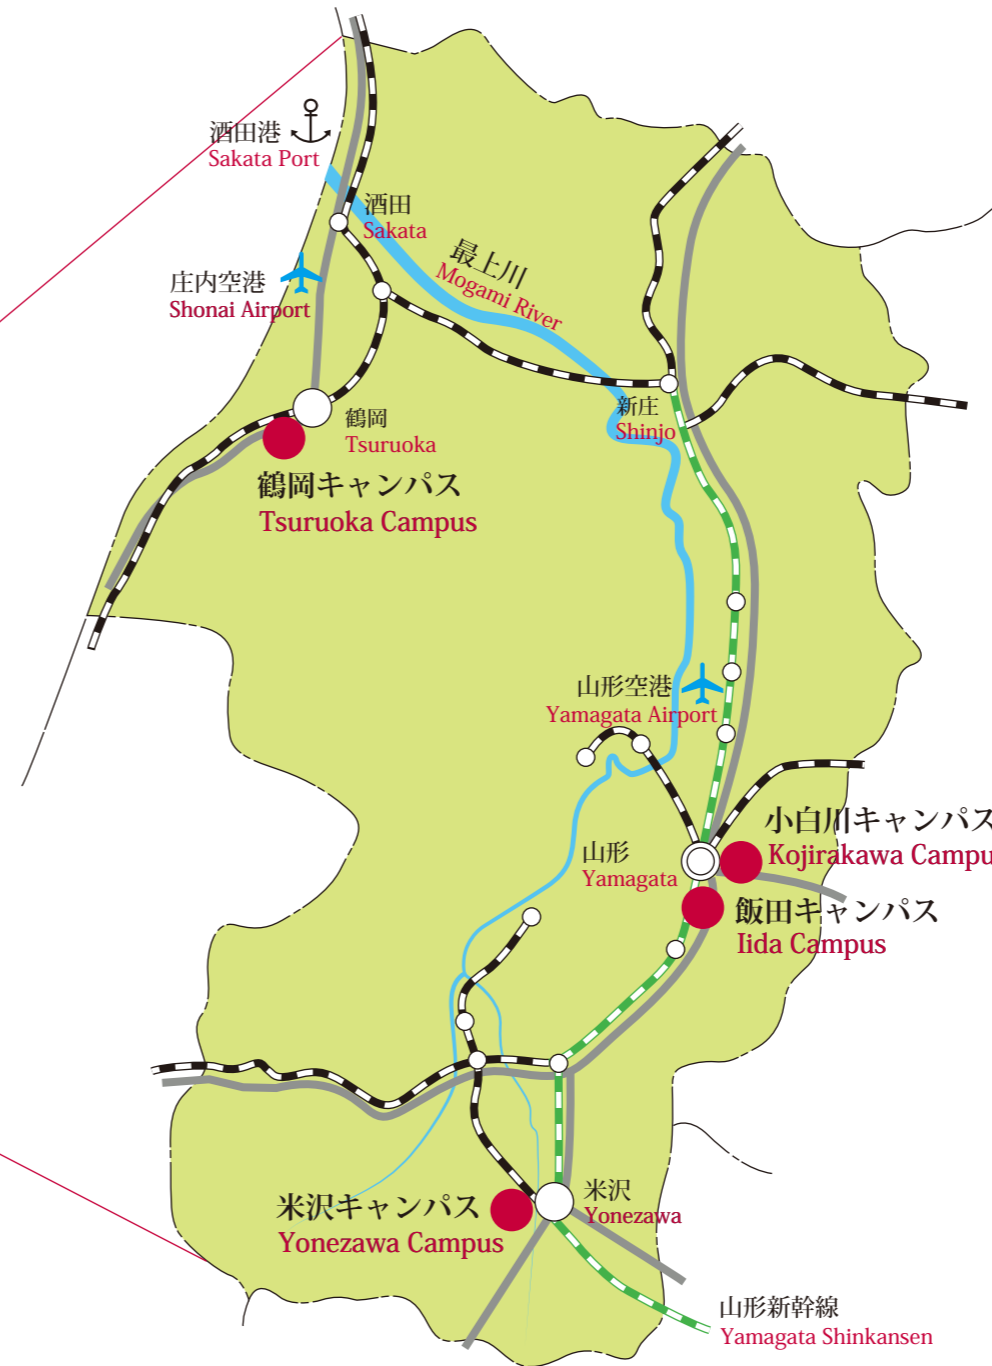 酒田港
Sakata Port
酒田
Sakata
最上川
Mogami River
庄内空港
Shonai Airport
鶴岡
Tsuruoka
新庄
Shinjo
鶴岡キャンパス
Tsuruoka Campus
山形空港
Yamagata Airport
小白川キャンパス
Kojirakawa Campu
山形
Yamagata
飯田キャンパス
Iida Campus
米沢キャンパス
Yonezawa Campus
米沢
Yonezawa
山形新幹線
Yamagata Shinkansen